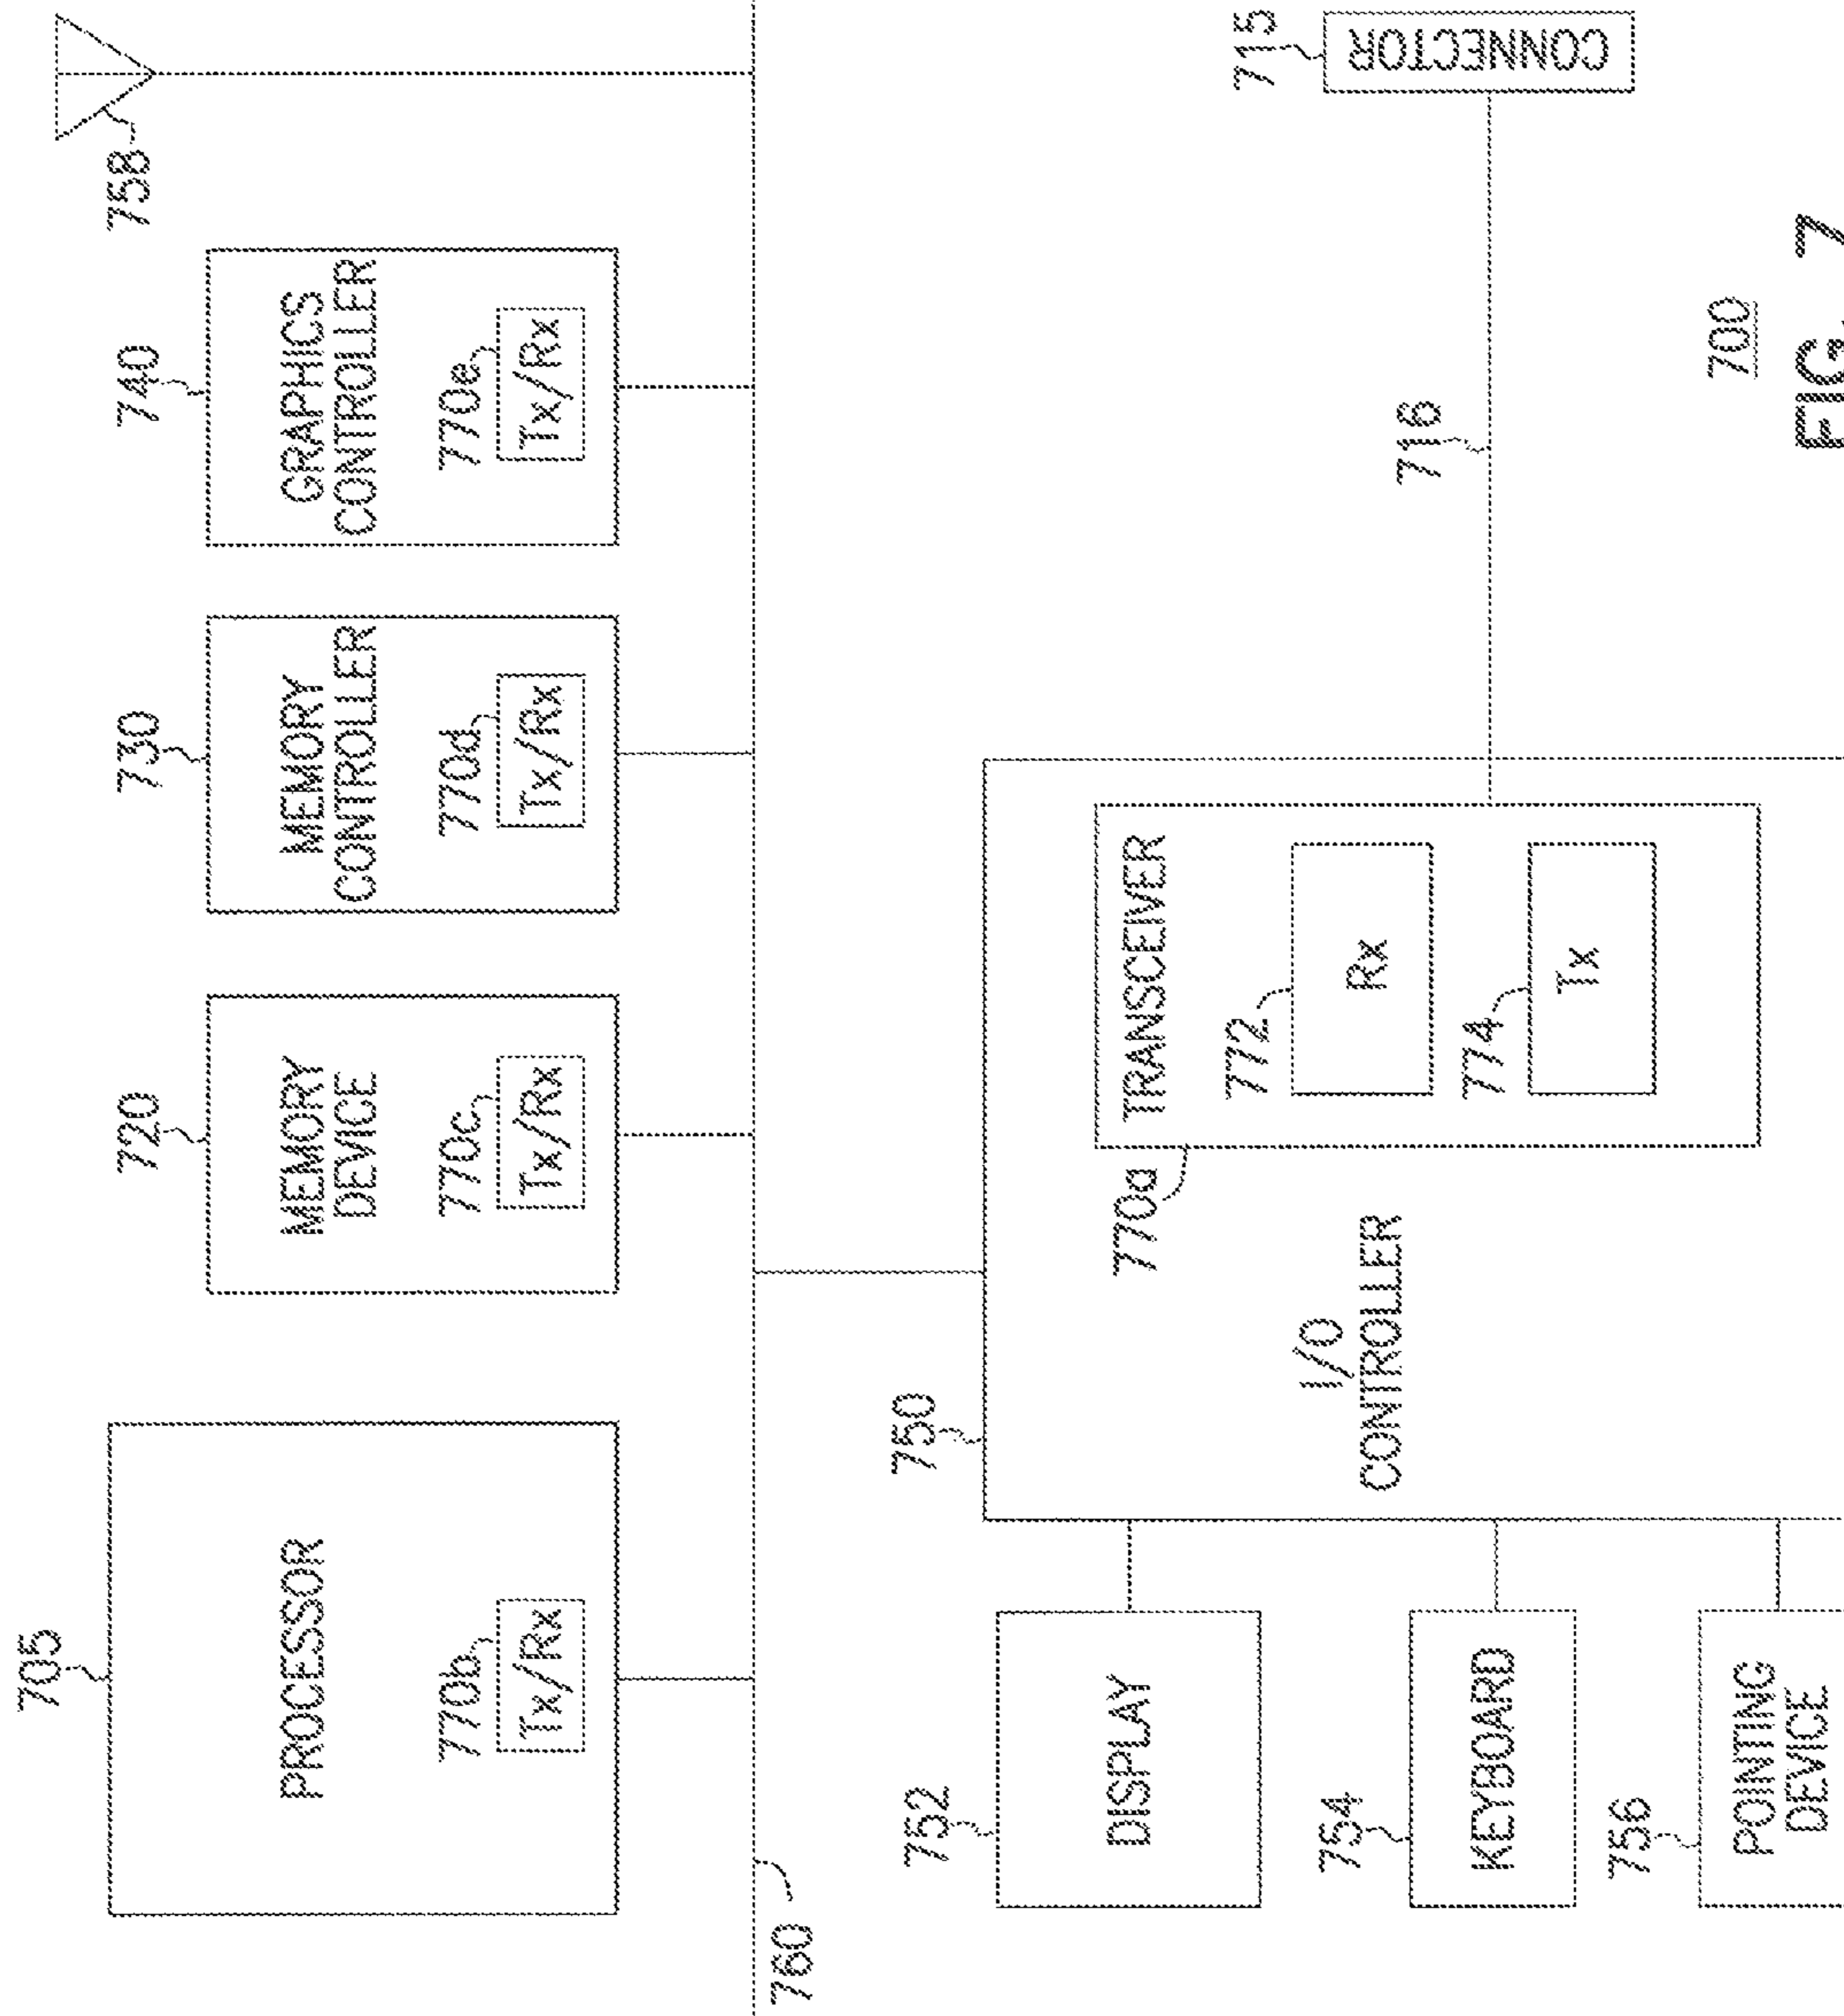 705
PROCESSOR
770b
Tx/Rx
720
MEMORY
DEVICE
770c
Tx/Rx
730
MEMORY
CONTROLLER
770d
Tx/Rx
740
GRAPHICS
CONTROLLER
770e
Tx/Rx
758
760
750
I/O
CONTROLLER
770a
TRANSCEIVER
772
Rx
774
Tx
752
DISPLAY
754
KEYBOARD
756
POINTING
DEVICE
716
715
CONNECTOR
700
FIG. 7